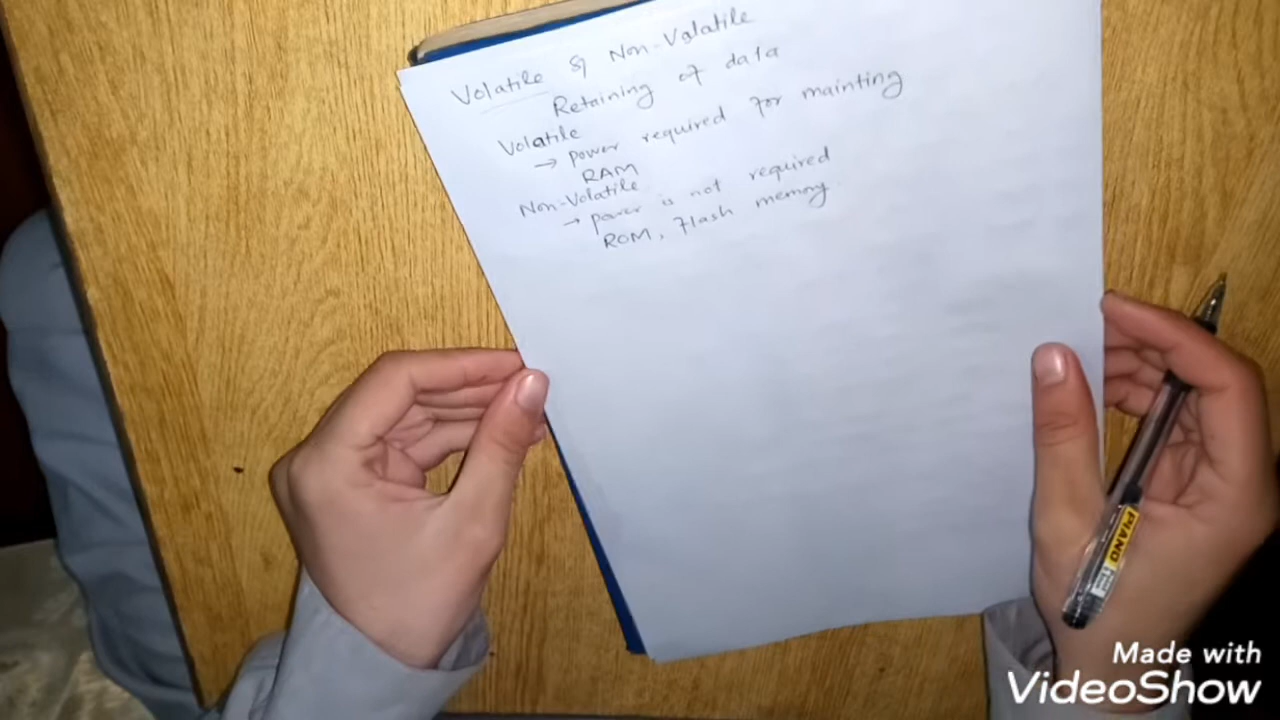 Volatile & Non-Volatile
Retaining of data
Volatile
→ power required for mainting
RAM
Non-Volatile
→ power is not required
ROM, Flash memory
PIANO
Made with
VideoShow